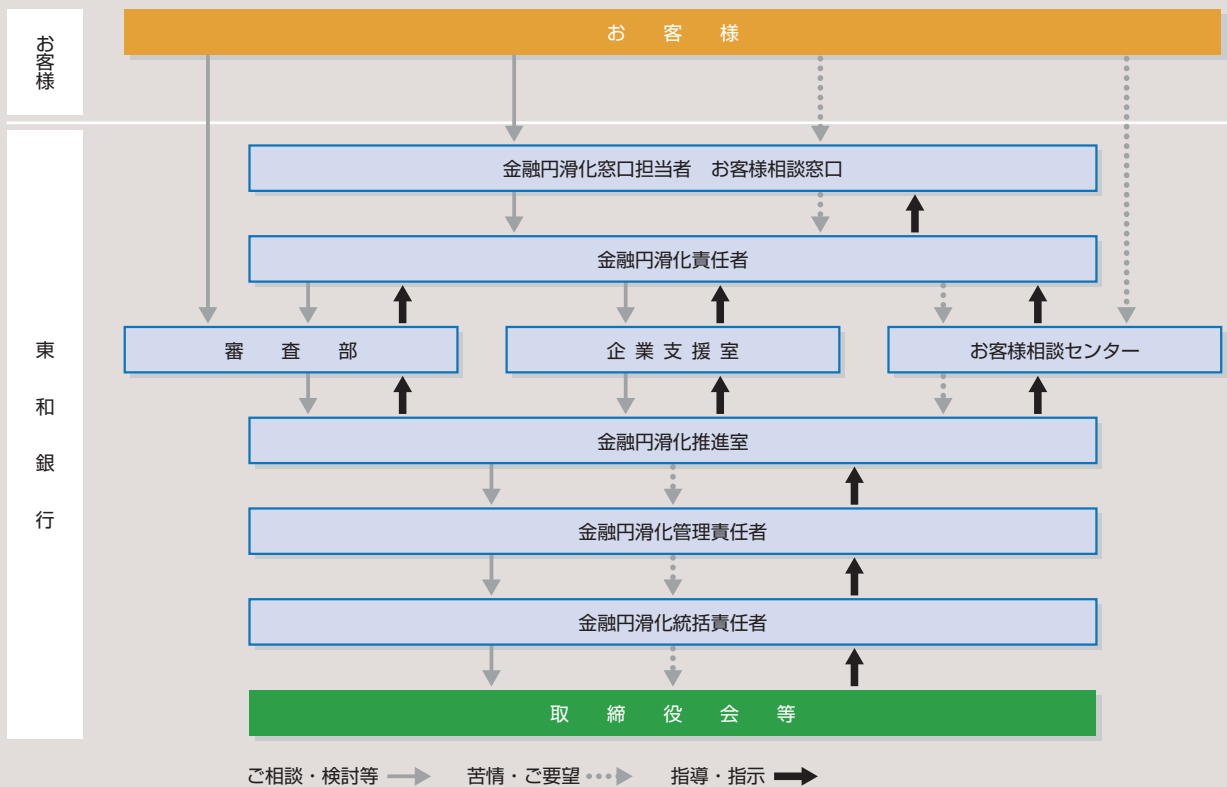 お客様
お客様
金融円滑化窓口担当者　お客様相談窓口
金融円滑化責任者
審査部
企業支援室
お客様相談センター
東和銀行
金融円滑化推進室
金融円滑化管理責任者
金融円滑化統括責任者
取締役会等
ご相談・検討等
苦情・ご要望
指導・指示